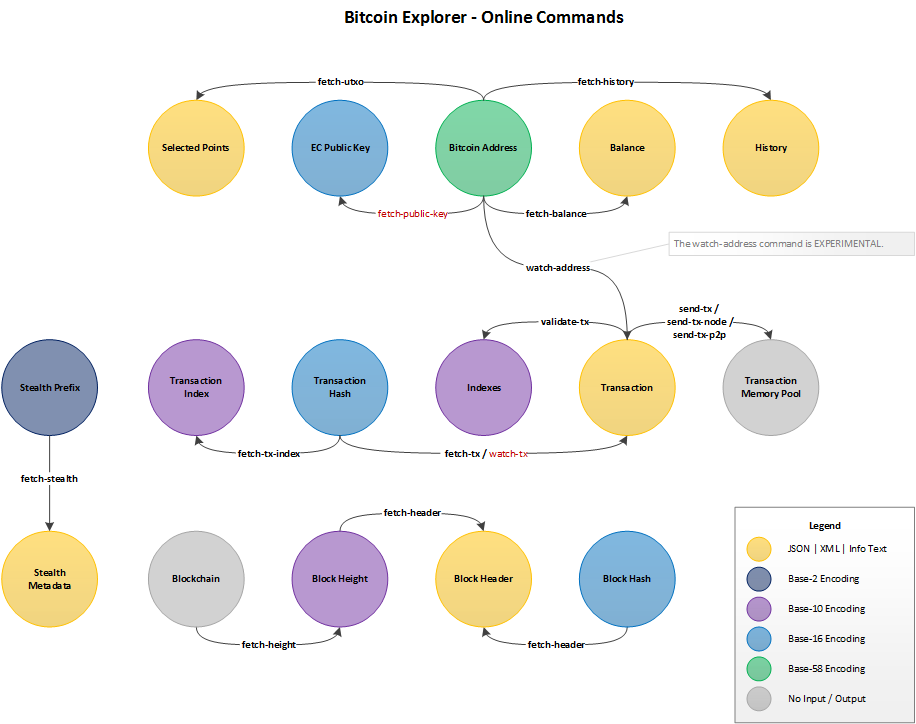 Bitcoin Explorer - Online Commands
fetch-utxo
fetch-history
Selected Points
EC Public Key
Bitcoin Address
Balance
History
fetch-public-key
fetch-balance
The watch-address command is EXPERIMENTAL.
watch-address
validate-tx
send-tx /
send-tx-node /
send-tx-p2p
Stealth Prefix
Transaction
Index
Transaction
Hash
Indexes
Transaction
Transaction
Memory Pool
fetch-tx-index
fetch-tx / watch-tx
fetch-stealth
fetch-header
Stealth
Metadata
Blockchain
Block Height
Block Header
Block Hash
fetch-height
fetch-header
Legend
JSON | XML | Info Text
Base-2 Encoding
Base-10 Encoding
Base-16 Encoding
Base-58 Encoding
No Input / Output